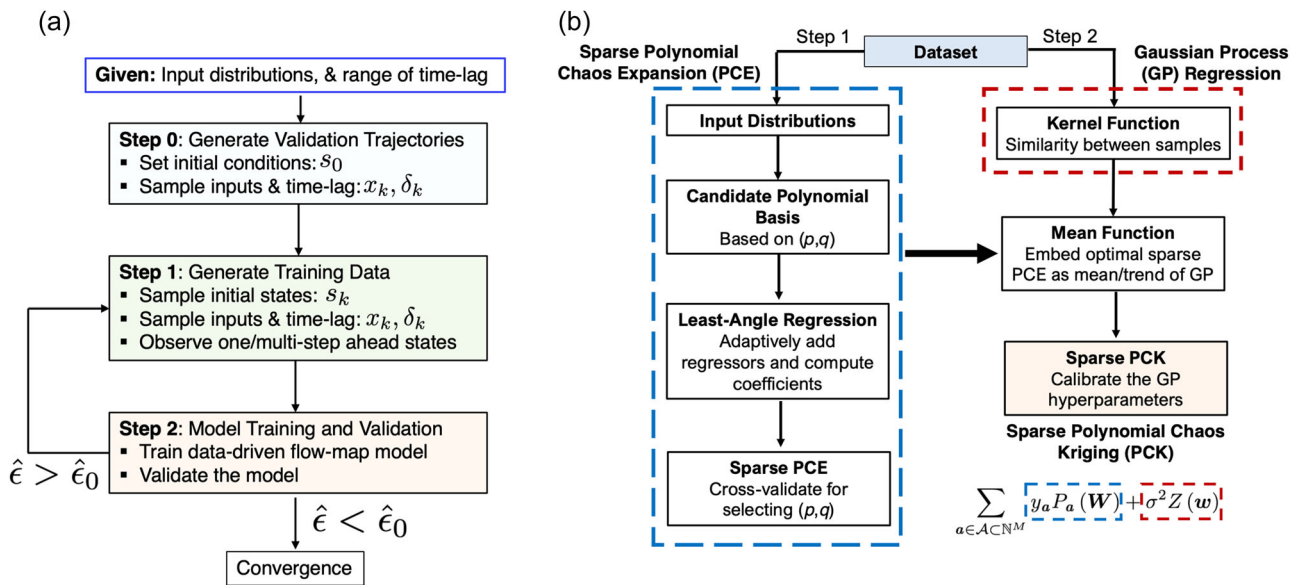 (a)
Given: Input distributions, & range of time-lag
Step 0: Generate Validation Trajectories
▪ Set initial conditions: s₀
▪ Sample inputs & time-lag: xₖ, δₖ
Step 1: Generate Training Data
▪ Sample initial states: sₖ
▪ Sample inputs & time-lag: xₖ, δₖ
▪ Observe one/multi-step ahead states
Step 2: Model Training and Validation
▪ Train data-driven flow-map model
▪ Validate the model
ϵ̂ > ϵ̂₀
ϵ̂ < ϵ̂₀
Convergence
(b)
Step 1
Dataset
Step 2
Sparse Polynomial
Chaos Expansion (PCE)
Gaussian Process
(GP) Regression
Input Distributions
Candidate Polynomial
Basis
Based on (p,q)
Least-Angle Regression
Adaptively add
regressors and compute
coefficients
Sparse PCE
Cross-validate for
selecting (p,q)
Kernel Function
Similarity between samples
Mean Function
Embed optimal sparse
PCE as mean/trend of GP
Sparse PCK
Calibrate the GP
hyperparameters
Sparse Polynomial Chaos
Kriging (PCK)
∑ yₐPₐ(W) + σ²Z(w)
a∈𝒜⊂ℕᴹ